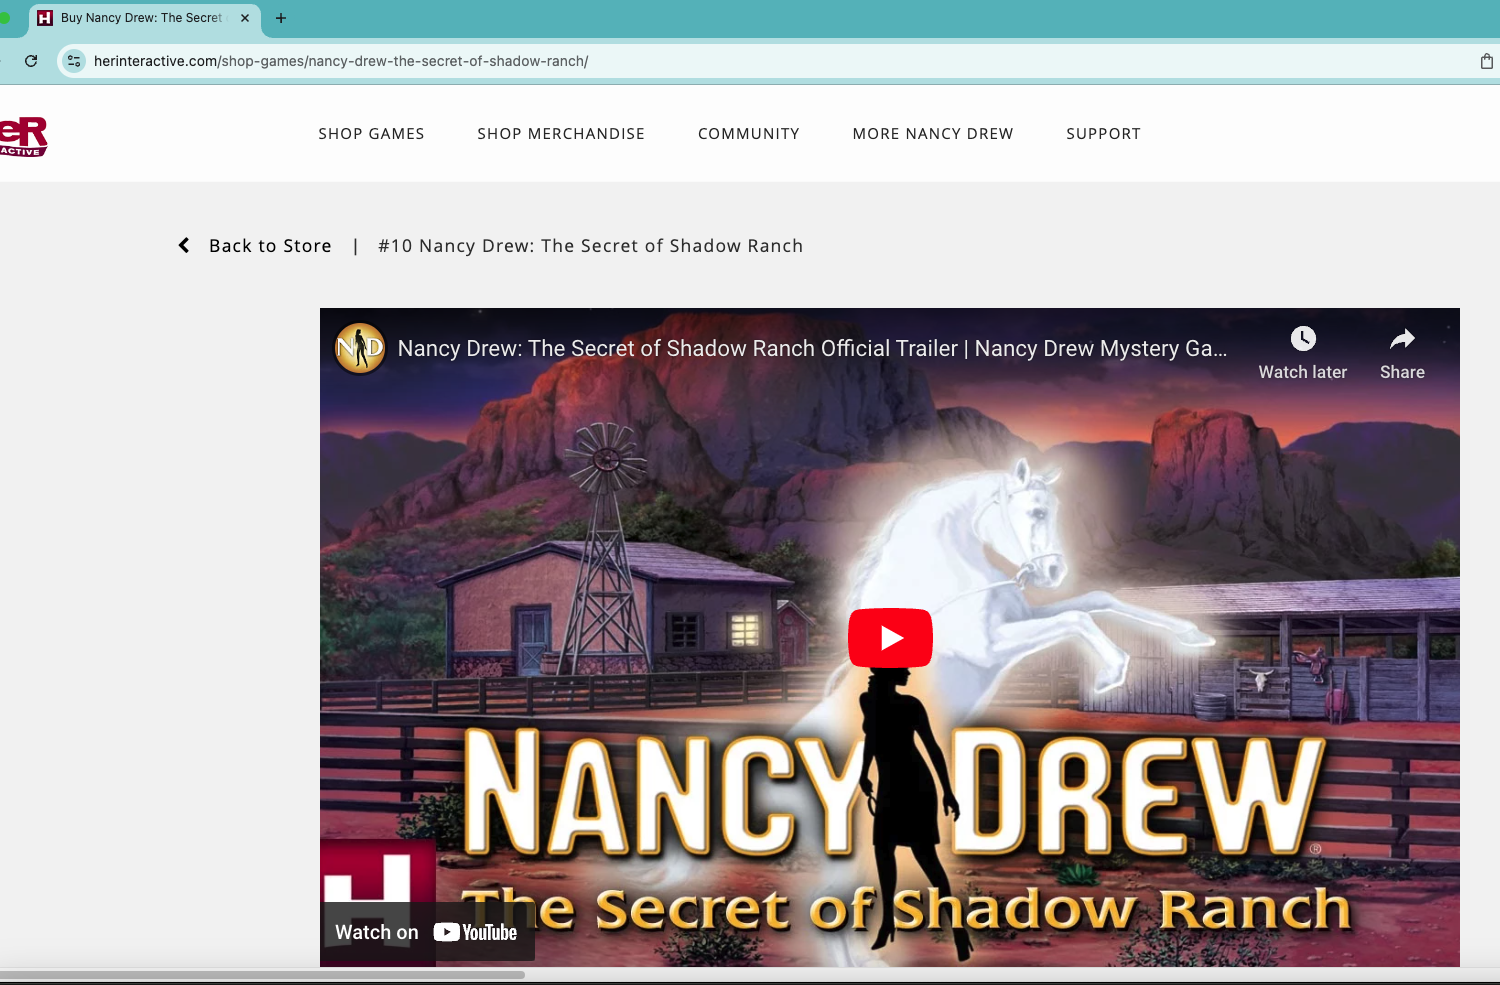 Buy Nancy Drew: The Secret
herinteractive.com/shop-games/nancy-drew-the-secret-of-shadow-ranch/
eR
ACTIVE
SHOP GAMES
SHOP MERCHANDISE
COMMUNITY
MORE NANCY DREW
SUPPORT
Back to Store | #10 Nancy Drew: The Secret of Shadow Ranch
ND
Nancy Drew: The Secret of Shadow Ranch Official Trailer | Nancy Drew Mystery Ga...
Watch later
Share
NANCY DREW®
The Secret of Shadow Ranch
H
Watch on YouTube